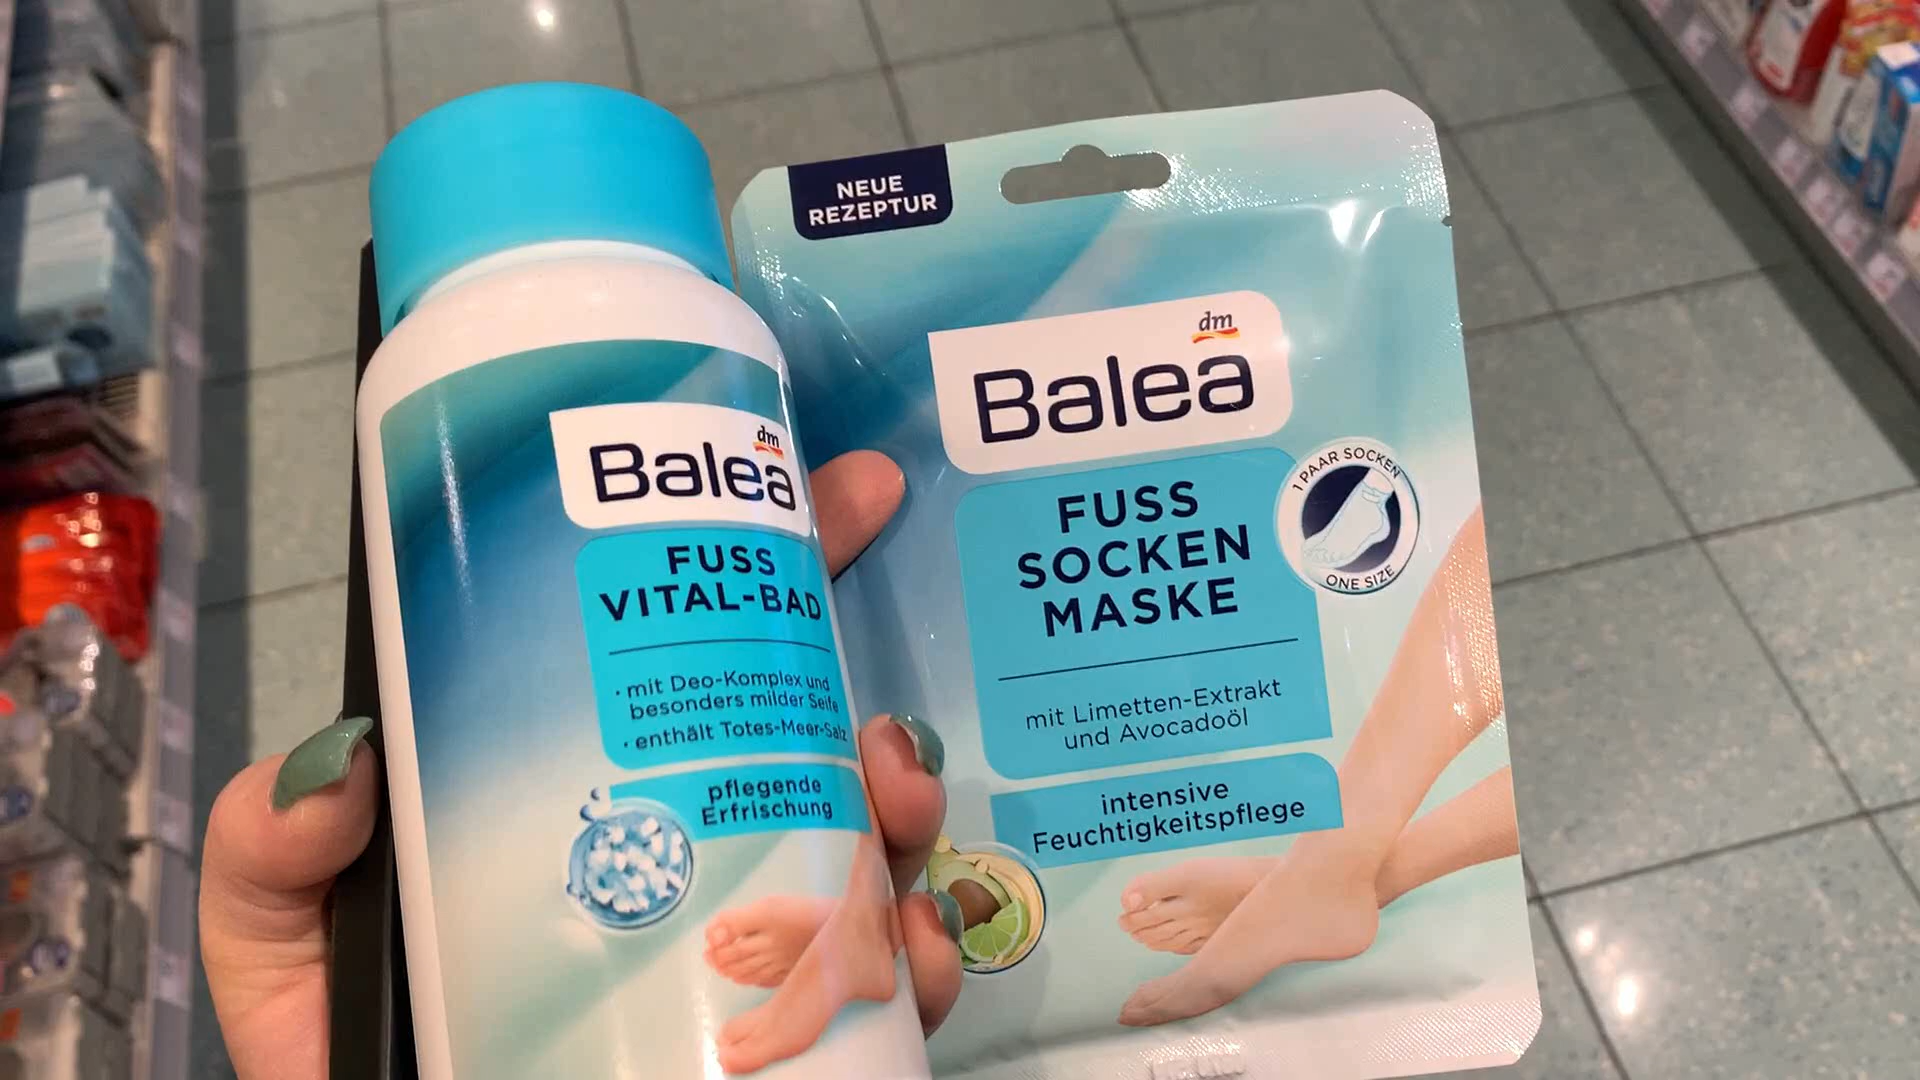 dm
Balea
FUSS
VITAL-BAD
· mit Deo-Komplex und
besonders milder Seife
· enthält Totes-Meer-Salz
pflegende
Erfrischung
NEUE
REZEPTUR
dm
Balea
1 PAAR SOCKEN
ONE SIZE
FUSS
SOCKEN
MASKE
mit Limetten-Extrakt
und Avocadoöl
intensive
Feuchtigkeitspflege